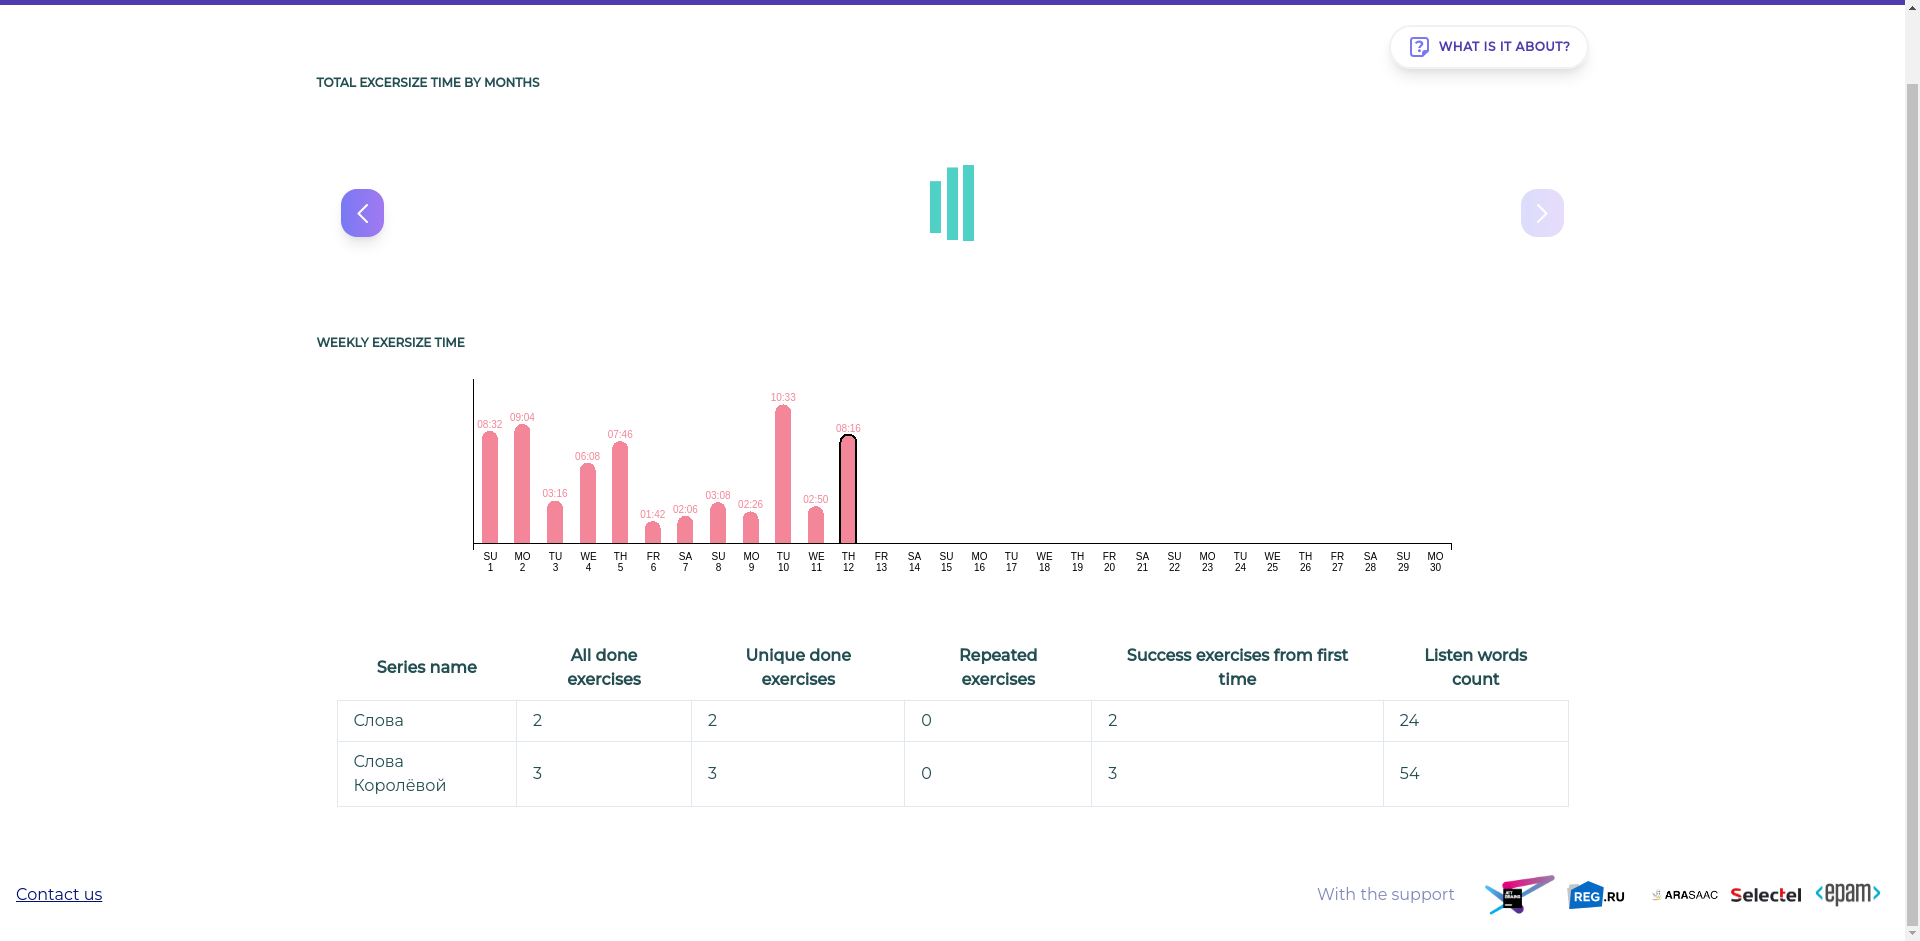 WHAT IS IT ABOUT?
TOTAL EXCERSIZE TIME BY MONTHS
WEEKLY EXERSIZE TIME
08:32 09:04 03:16 06:08 07:46 01:42 02:06 03:08 02:26 10:33 02:50 08:16
SU MO TU WE TH FR SA SU MO TU WE TH FR SA SU MO TU WE TH FR SA SU MO TU WE TH FR SA SU MO
1 2 3 4 5 6 7 8 9 10 11 12 13 14 15 16 17 18 19 20 21 22 23 24 25 26 27 28 29 30
Series name All done exercises Unique done exercises Repeated exercises Success exercises from first time Listen words count
Слова 2 2 0 2 24
Слова Королёвой 3 3 0 3 54
Contact us
With the support
JET BRAINS
REG.RU
ARASAAC
Selectel
<epam>